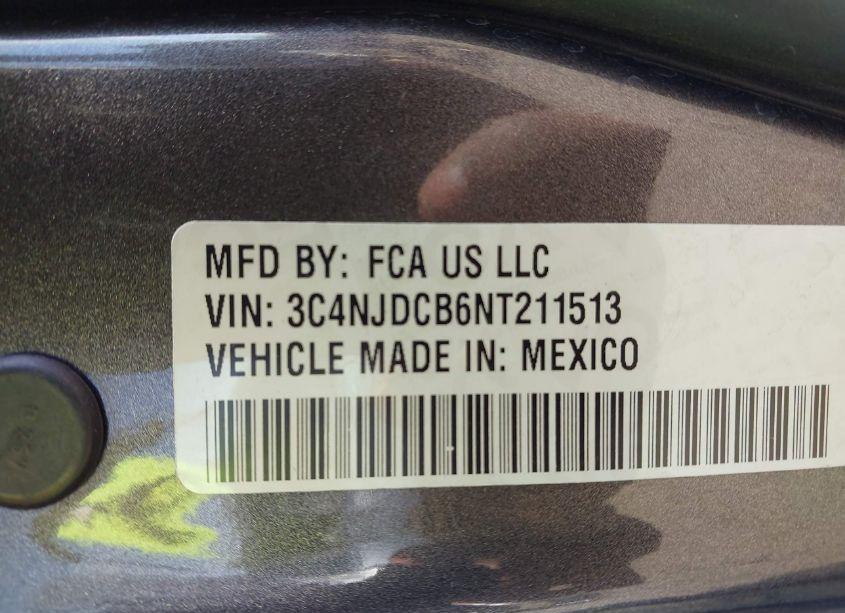 MFD BY: FCA US LLC
VIN: 3C4NJDCB6NT211513
VEHICLE MADE IN: MEXICO